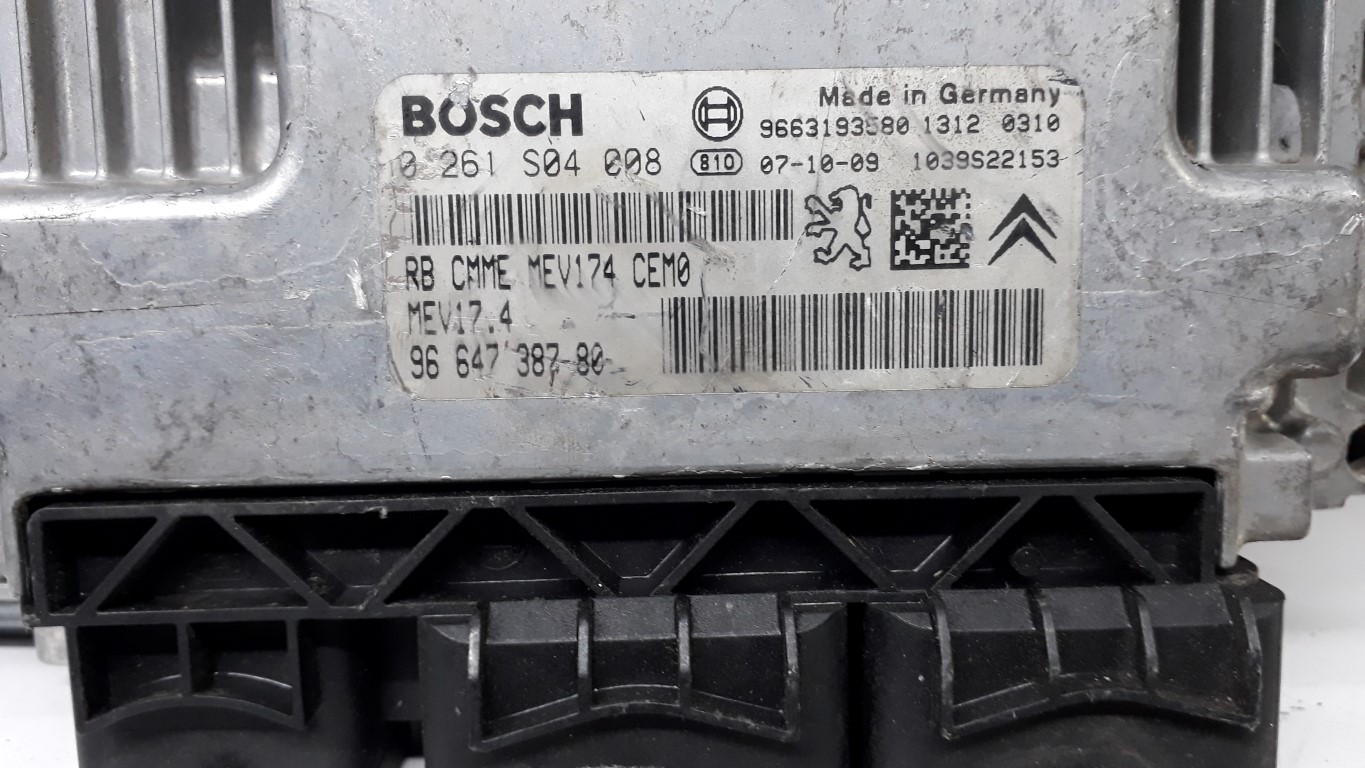 BOSCH
Made in Germany
9663193580 1312 0310
0 261 S04 008 810 07-10-09 1039S22153
RB CMME MEV174 CEM0
MEV17.4
96 647 387 80